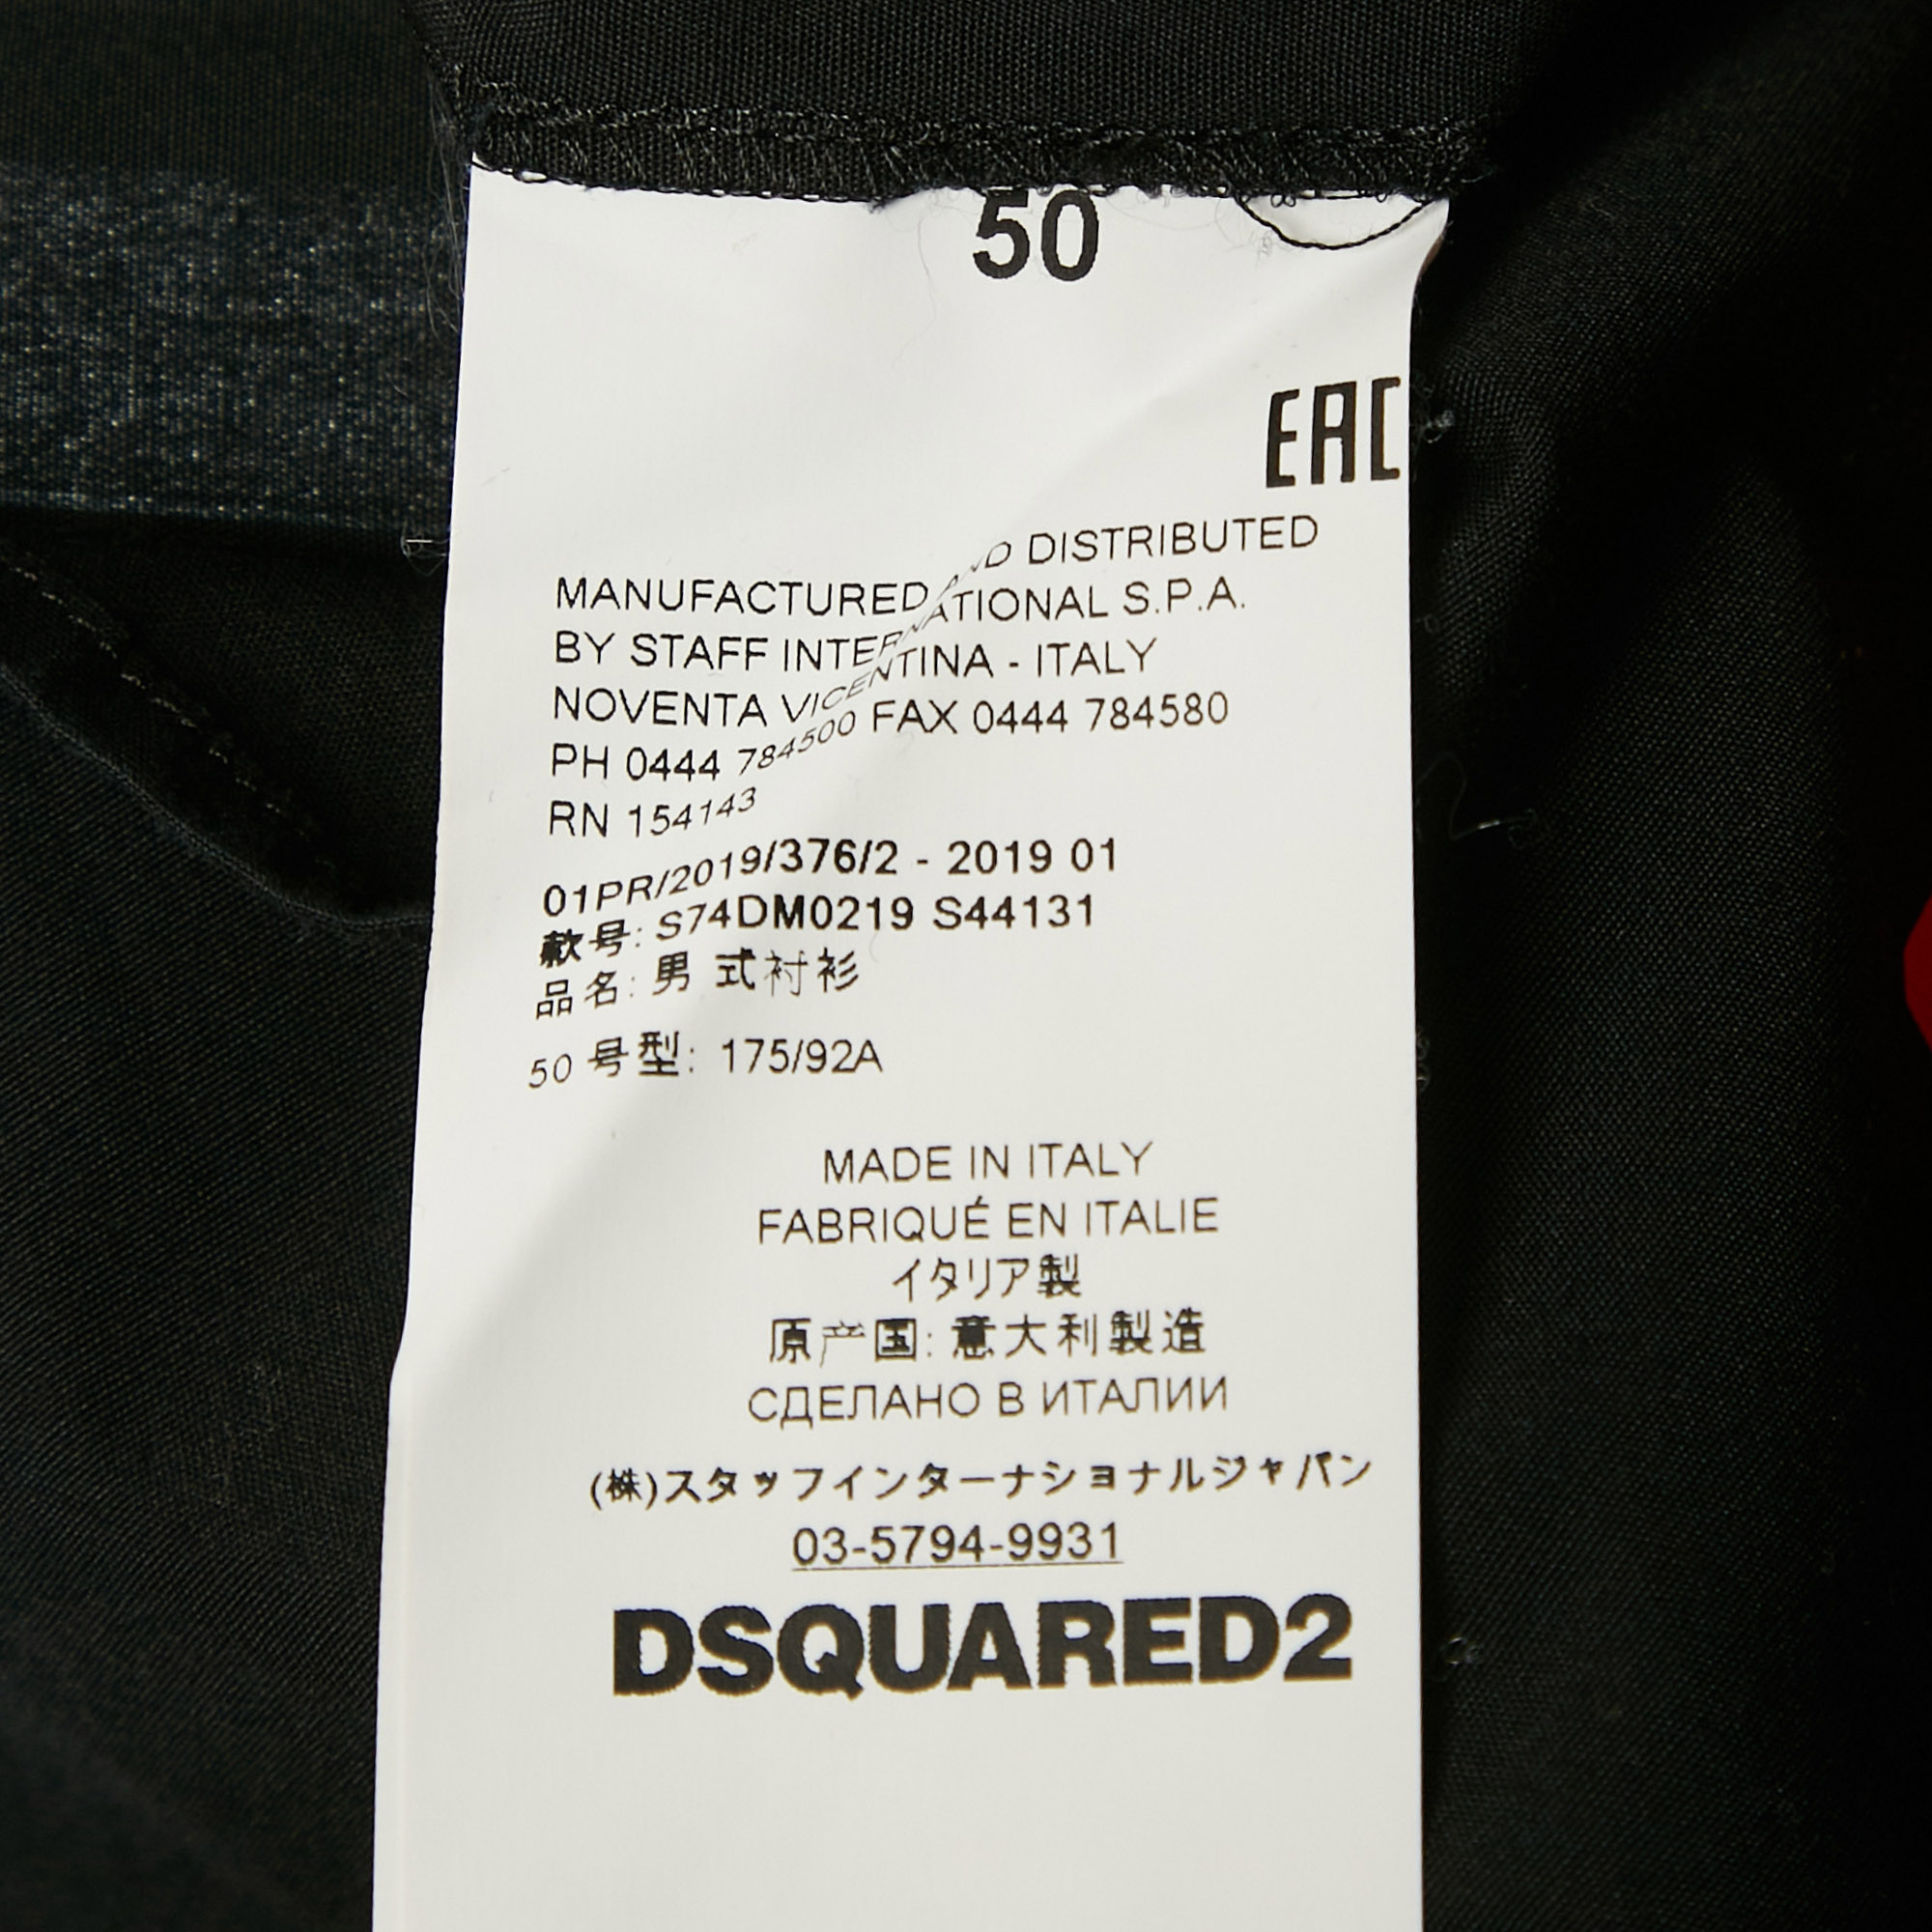 50
EAC
MANUFACTURED AND DISTRIBUTED
BY STAFF INTERNATIONAL S.P.A.
NOVENTA VICENTINA - ITALY
PH 0444 784500 FAX 0444 784580
RN 154143
01PR/2019/376/2 - 2019 01
款号: S74DM0219 S44131
品名: 男 式衬衫
50 号型: 175/92A
MADE IN ITALY
FABRIQUÉ EN ITALIE
イタリア製
原产国: 意大利製造
СДЕЛАНО В ИТАЛИИ
(株)スタッフインターナショナルジャパン
03-5794-9931
DSQUARED2